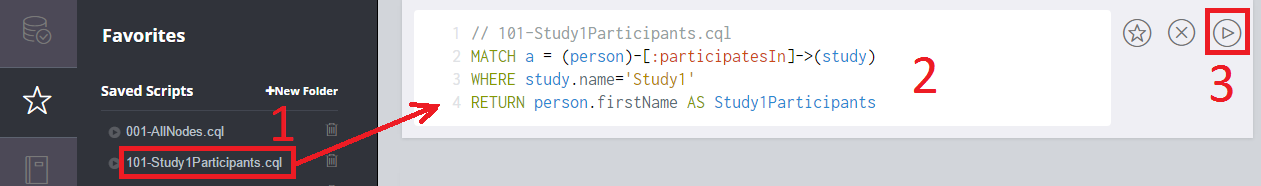 Favorites
Saved Scripts
+New Folder
1
001-AllNodes.cql
101-Study1Participants.cql
1 // 101-Study1Participants.cql
2 MATCH a = (person)-[:participatesIn]->(study)
3 WHERE study.name='Study1'
4 RETURN person.firstName AS Study1Participants
2
3